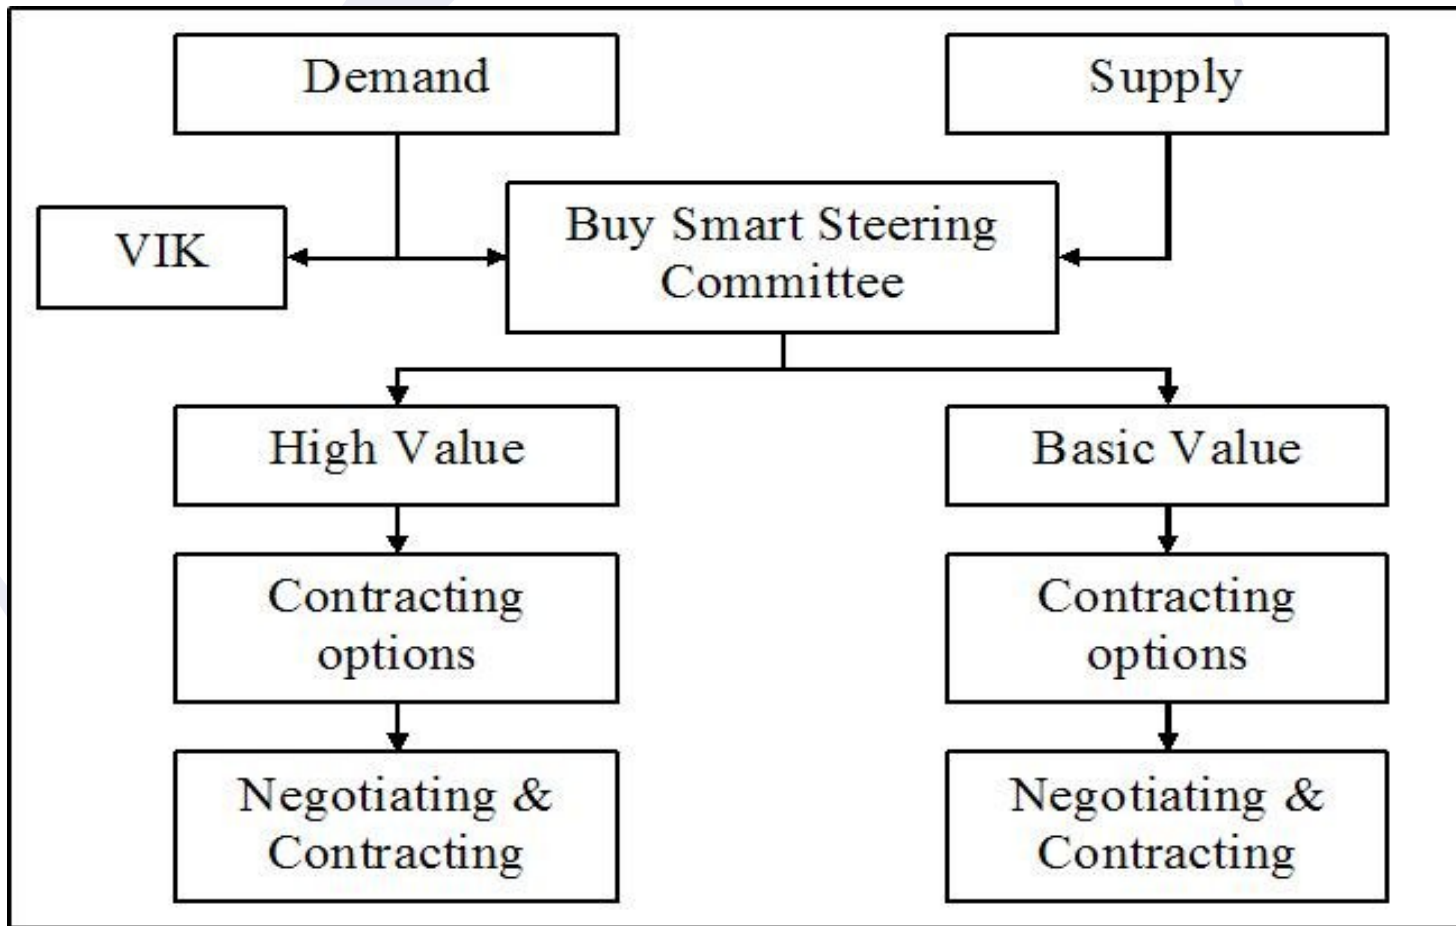 Demand
Supply
VIK
Buy Smart Steering
Committee
High Value
Basic Value
Contracting
options
Contracting
options
Negotiating &
Contracting
Negotiating &
Contracting